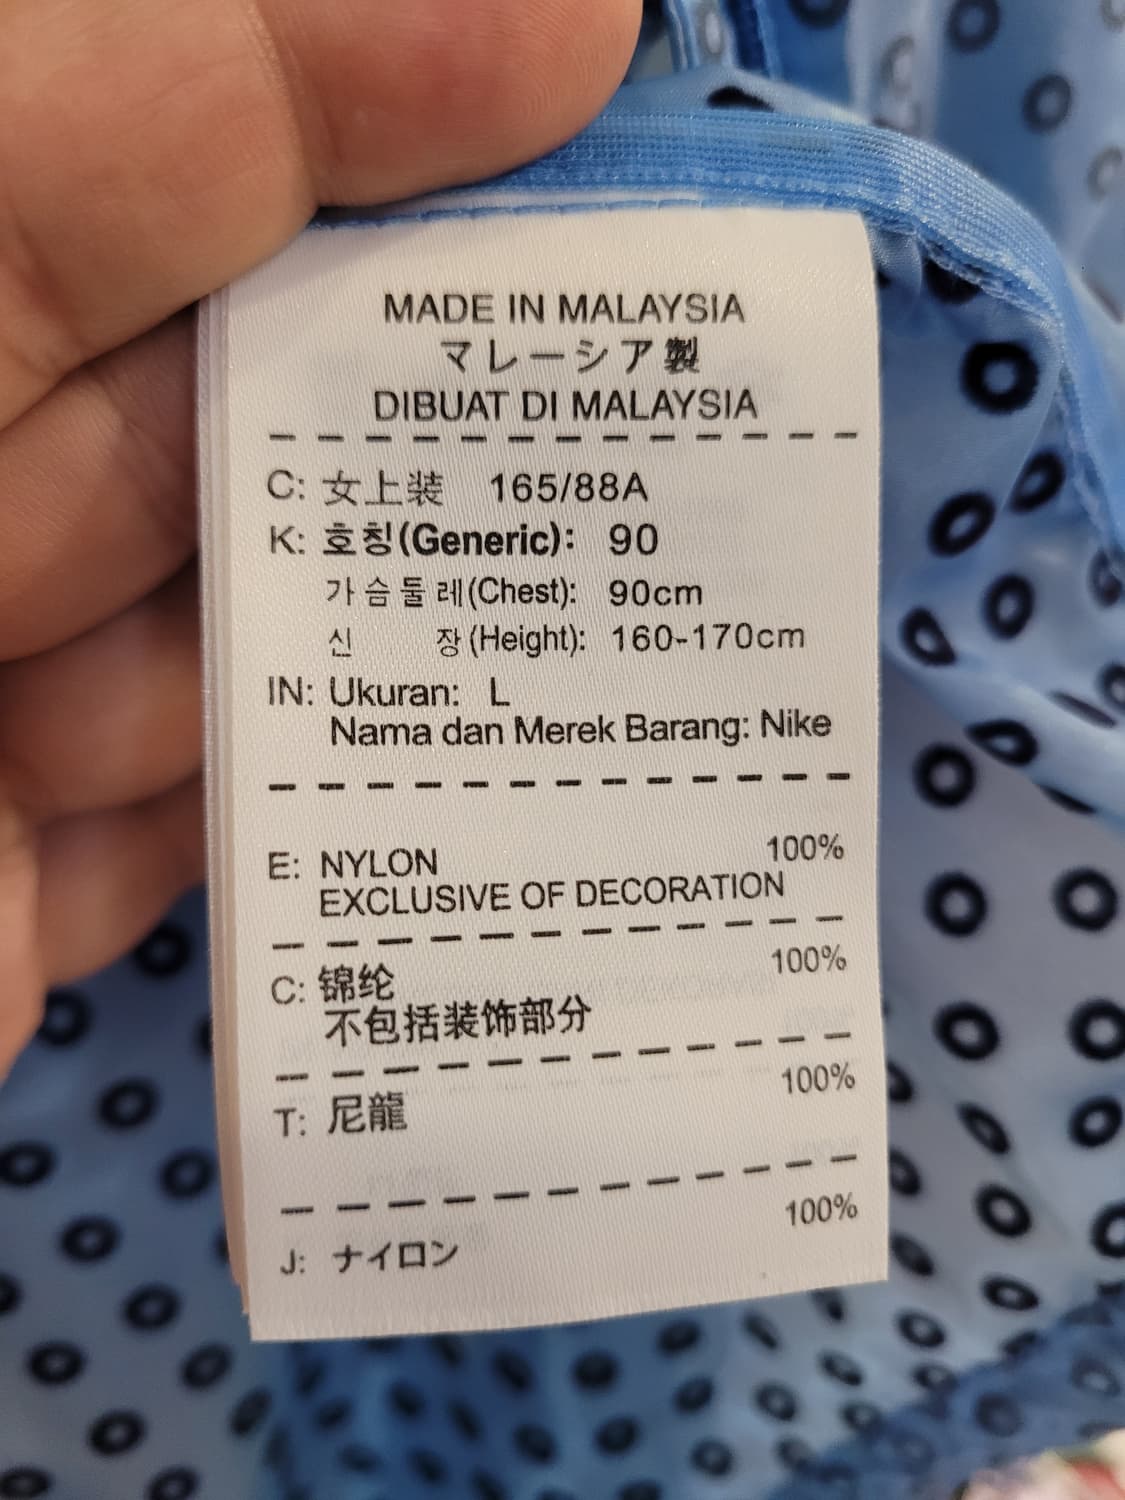 MADE IN MALAYSIA
マレーシア製
DIBUAT DI MALAYSIA
C: 女上装 165/88A
K: 호칭(Generic): 90
가슴둘레(Chest): 90cm
신 장(Height): 160-170cm
IN: Ukuran: L
Nama dan Merek Barang: Nike
E: NYLON 100%
EXCLUSIVE OF DECORATION
C: 锦纶 100%
不包括装饰部分
T: 尼龍 100%
J: ナイロン 100%